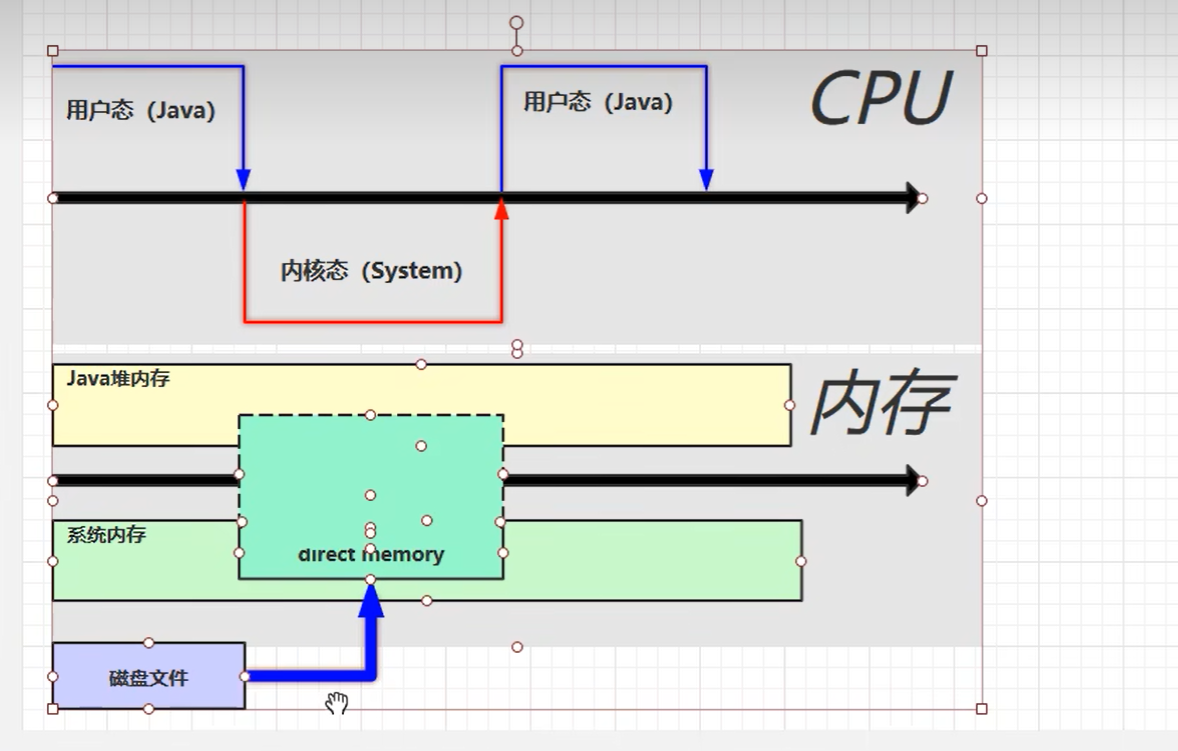 用户态（Java）
用户态（Java）
CPU
内核态（System）
Java堆内存
内存
系统内存
direct memory
磁盘文件